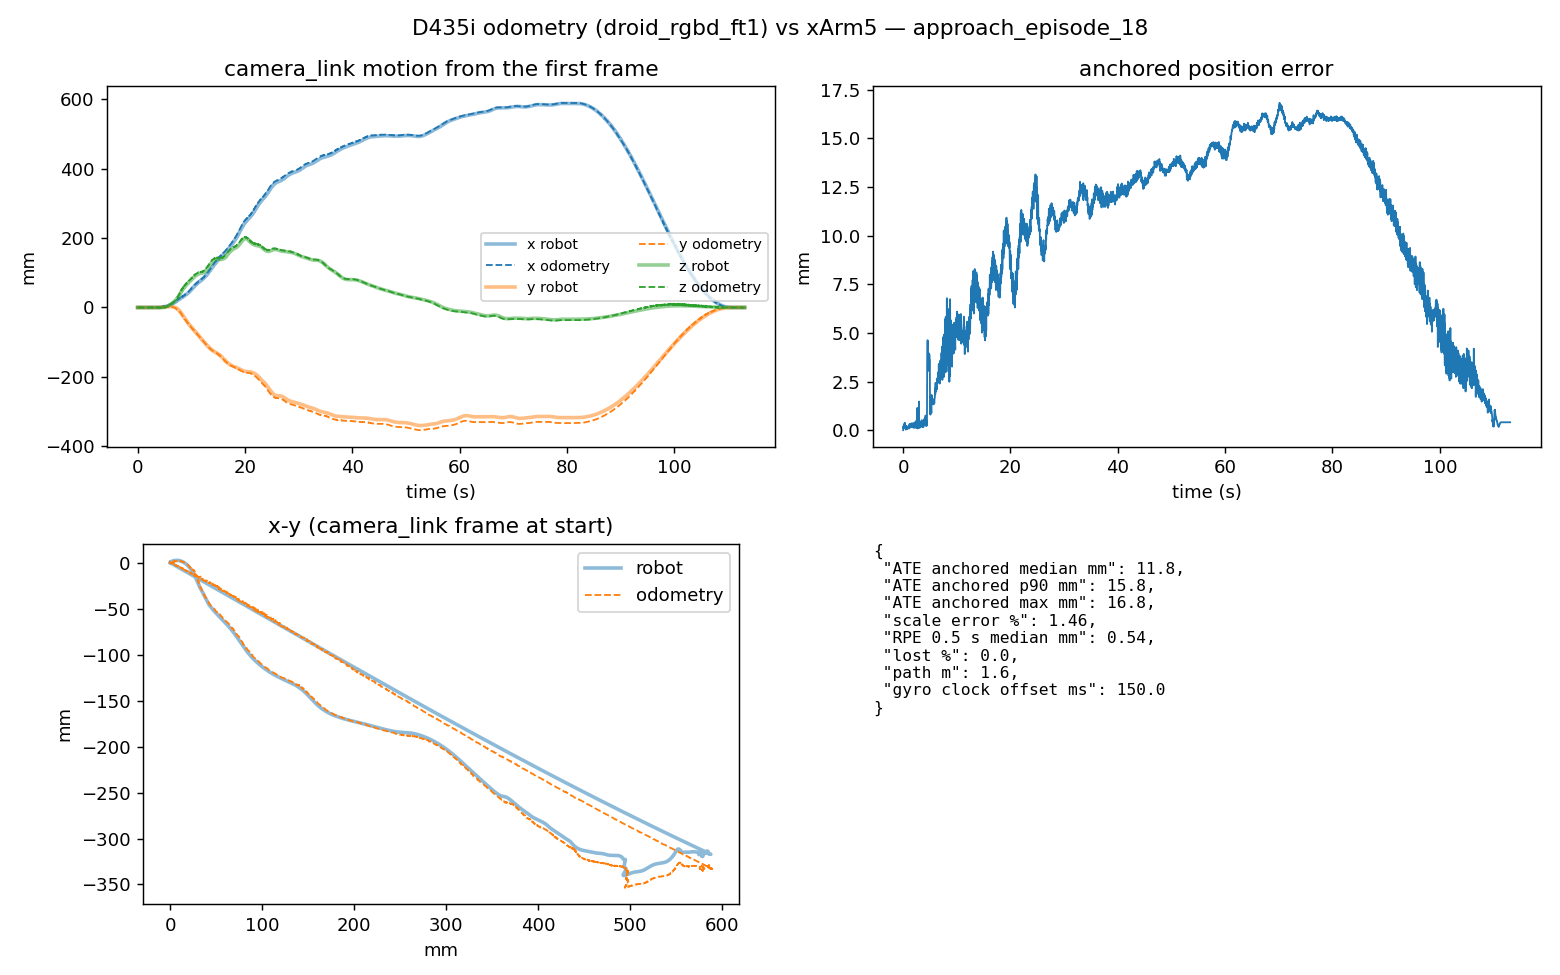 D435i odometry (droid_rgbd_ft1) vs xArm5 — approach_episode_18
camera_link motion from the first frame
600
400
200
0
−200
−400
mm
0 20 40 60 80 100
time (s)
x robot
x odometry
y robot
y odometry
z robot
z odometry
anchored position error
17.5
15.0
12.5
10.0
7.5
5.0
2.5
0.0
mm
0 20 40 60 80 100
time (s)
x-y (camera_link frame at start)
0
−50
−100
−150
−200
−250
−300
−350
mm
0 100 200 300 400 500 600
mm
robot
odometry
{
"ATE anchored median mm": 11.8,
"ATE anchored p90 mm": 15.8,
"ATE anchored max mm": 16.8,
"scale error %": 1.46,
"RPE 0.5 s median mm": 0.54,
"lost %": 0.0,
"path m": 1.6,
"gyro clock offset ms": 150.0
}